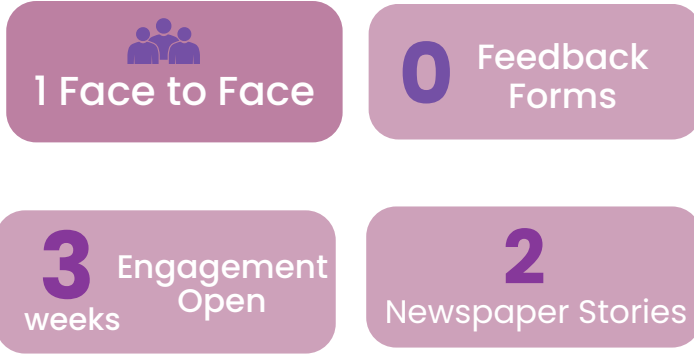 1 Face to Face
0
Feedback
Forms
3
weeks
Engagement
Open
2
Newspaper Stories